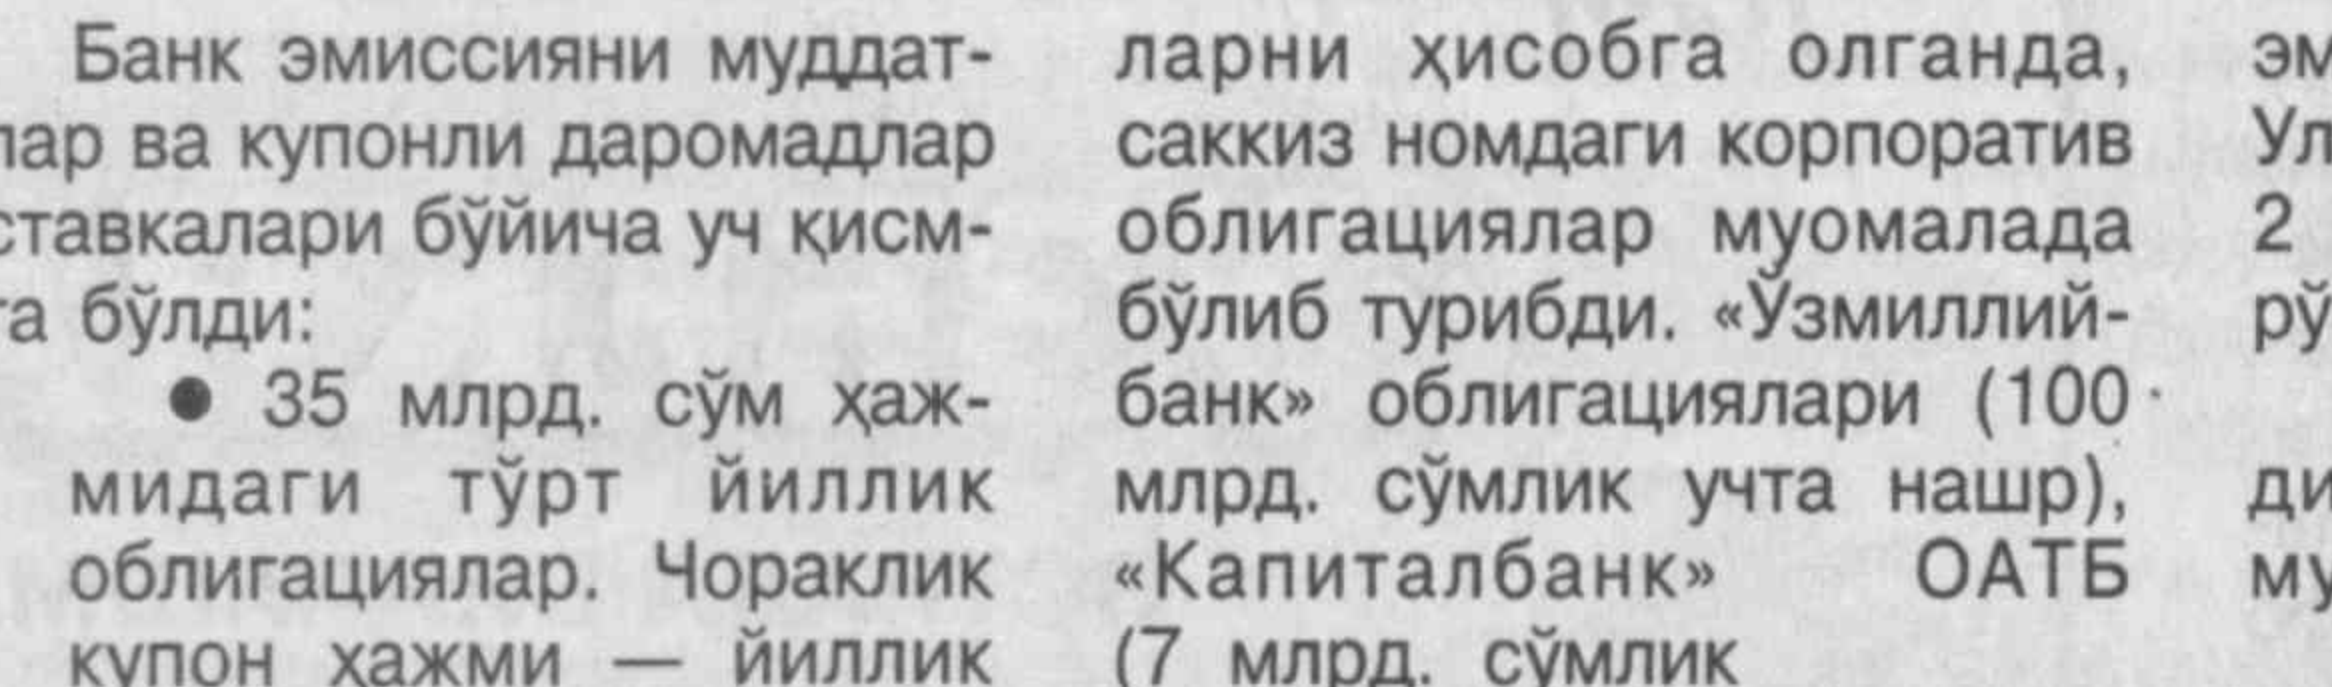 Банк эмиссияни муддат-
лар ва купонли даромадлар
ставкалари бўйича уч қисм-
га бўлди:
● 35 млрд. сўм ҳаж-
мидаги тўрт йиллик
облигациялар. Чораклик
купон ҳажми — йиллик
ларни ҳисобга олганда,
саккиз номдаги корпоратив
облигациялар муомалада
бўлиб турибди. «Ўзмиллий-
банк» облигациялари (100
млрд. сўмлик учта нашр),
«Капиталбанк» ОАТБ
(7 млрд. сўмлик
2